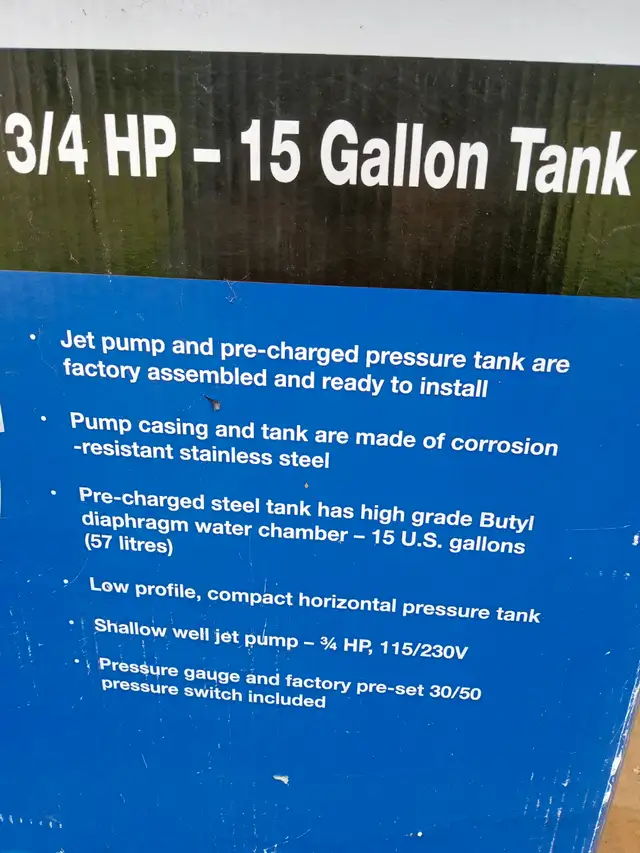 3/4 HP – 15 Gallon Tank
• Jet pump and pre-charged pressure tank are
factory assembled and ready to install
• Pump casing and tank are made of corrosion
-resistant stainless steel
• Pre-charged steel tank has high grade Butyl
diaphragm water chamber – 15 U.S. gallons
(57 litres)
• Low profile, compact horizontal pressure tank
• Shallow well jet pump – ¾ HP, 115/230V
• Pressure gauge and factory pre-set 30/50
pressure switch included